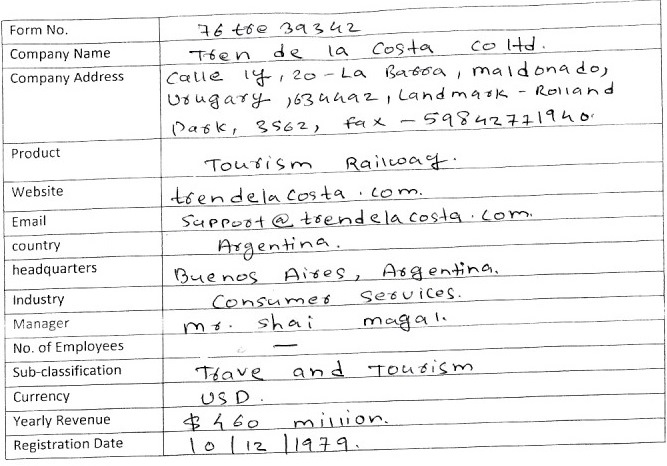 Form No. 76 tre 39342
Company Name Tren de la Costa co ltd.
Company Address Calle 14, 20 - La Barra, maldonado,
Urugary, 634492, Landmark - Rolland
Park, 3562, fax - 59842771940.
Product Tourism Railway.
Website trendelacosta.com.
Email Support@trendelacosta.com.
country Argentina.
headquarters Buenos Aires, Argentina.
Industry Consumer Services.
Manager mr. shai magal.
No. of Employees —
Sub-classification Trave and Tourism
Currency USD.
Yearly Revenue $460 million.
Registration Date 10/12/1979.